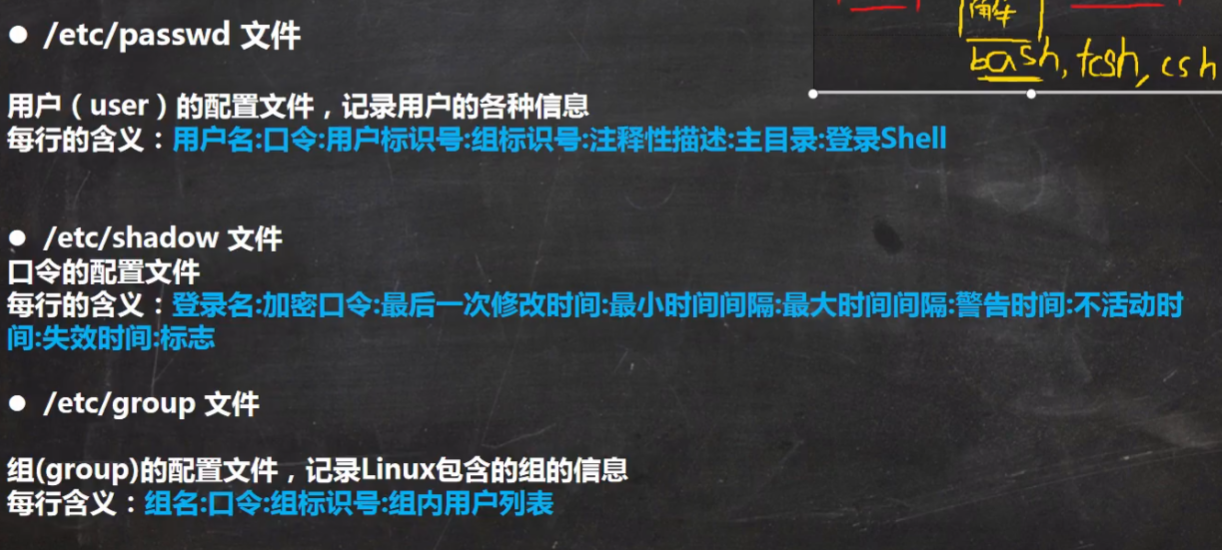 解
bash, tcsh, csh
● /etc/passwd 文件
用户（user）的配置文件，记录用户的各种信息
每行的含义：用户名:口令:用户标识号:组标识号:注释性描述:主目录:登录Shell
● /etc/shadow 文件
口令的配置文件
每行的含义：登录名:加密口令:最后一次修改时间:最小时间间隔:最大时间间隔:警告时间:不活动时
间:失效时间:标志
● /etc/group 文件
组(group)的配置文件，记录Linux包含的组的信息
每行含义：组名:口令:组标识号:组内用户列表